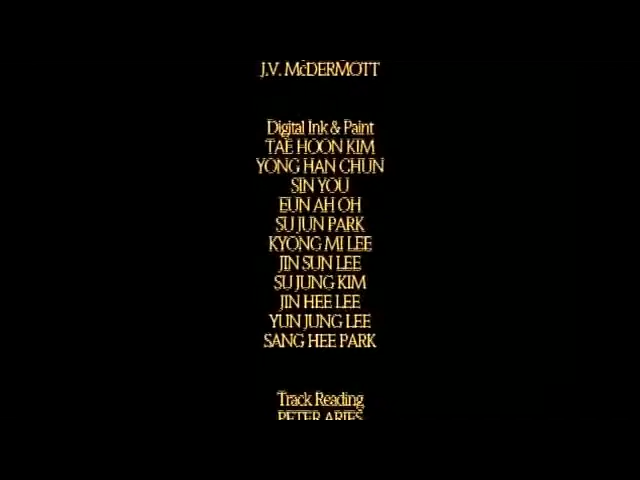 J.V. McDERMOTT
Digital Ink & Paint
TAE HOON KIM
YONG HAN CHUN
SIN YOU
EUN AH OH
SU JUN PARK
KYONG MI LEE
JIN SUN LEE
SU JUNG KIM
JIN HEE LEE
YUN JUNG LEE
SANG HEE PARK
Track Reading
PETER ARIES